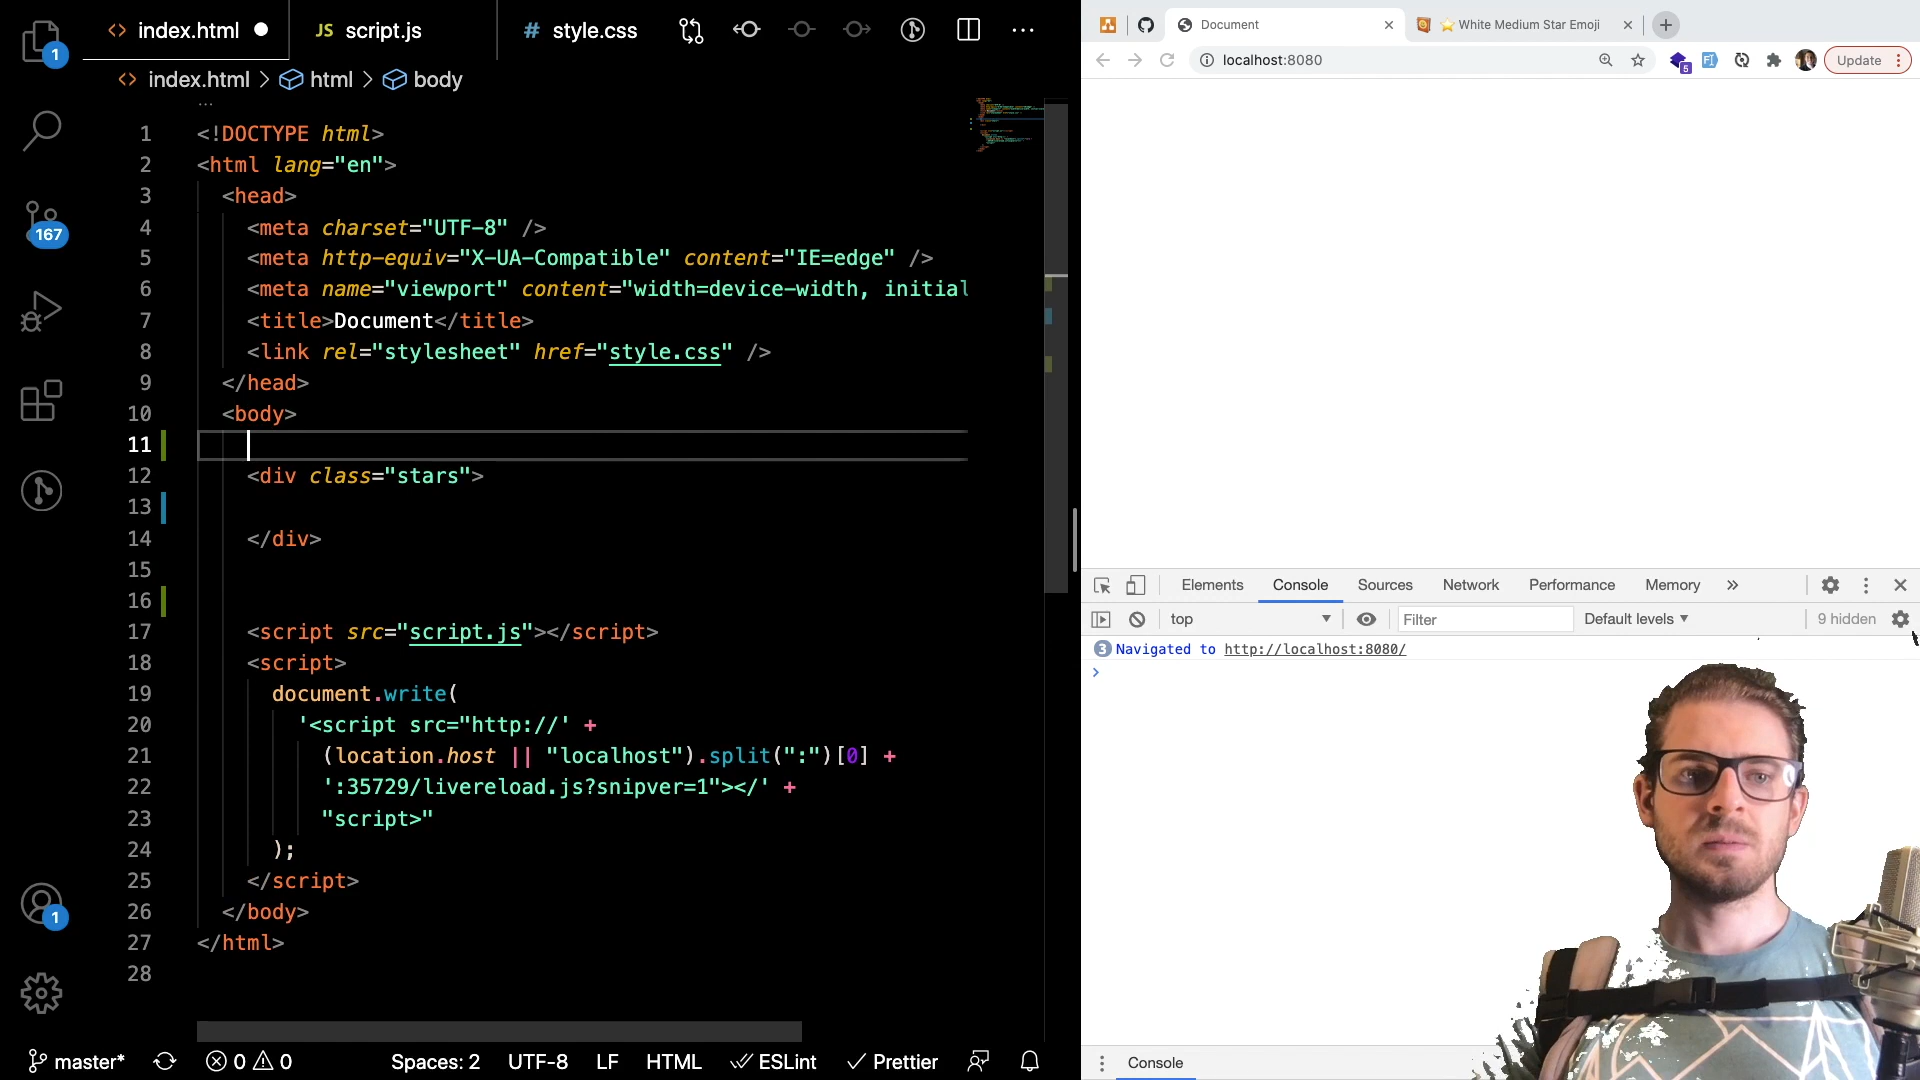 1
index.html
JS script.js
# style.css
...
index.html > html > body
...
1 <!DOCTYPE html>
2 <html lang="en">
3 <head>
4 <meta charset="UTF-8" />
5 <meta http-equiv="X-UA-Compatible" content="IE=edge" />
6 <meta name="viewport" content="width=device-width, initial
7 <title>Document</title>
8 <link rel="stylesheet" href="style.css" />
9 </head>
10 <body>
11
12 <div class="stars">
13
14 </div>
15
16
17 <script src="script.js"></script>
18 <script>
19 document.write(
20 '<script src="http://' +
21 (location.host || "localhost").split(":")[0] +
22 ':35729/livereload.js?snipver=1"></' +
23 "script>"
24 );
25 </script>
26 </body>
27 </html>
28
167
1
master*
0 0
Spaces: 2
UTF-8
LF
HTML
ESLint
Prettier
Document
White Medium Star Emoji
localhost:8080
5
Update
Elements
Console
Sources
Network
Performance
Memory
»
top
Filter
Default levels
9 hidden
3 Navigated to http://localhost:8080/
>
Console